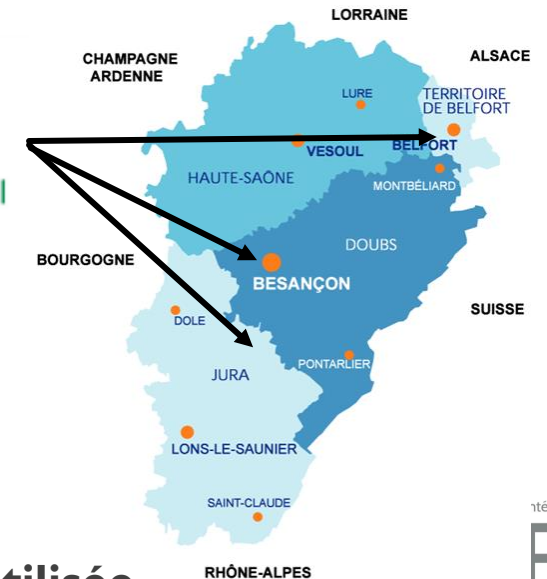 LORRAINE
CHAMPAGNE
ARDENNE
ALSACE
LURE
TERRITOIRE
DE BELFORT
VESOUL
BELFORT
HAUTE-SAÔNE
MONTBÉLIARD
DOUBS
BOURGOGNE
BESANÇON
SUISSE
DOLE
PONTARLIER
JURA
LONS-LE-SAUNIER
SAINT-CLAUDE
RHÔNE-ALPES